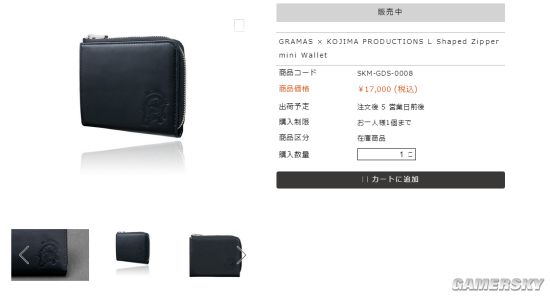 販売中
GRAMAS x KOJIMA PRODUCTIONS L Shaped Zipper
mini Wallet
商品コード SKM-GDS-0008
商品価格 ￥17,000 (税込)
出荷予定 注文後 5 営業日前後
購入制限 お一人様1個まで
商品区分 在庫商品
購入数量 1 コ
カートに追加
GAMERSKY